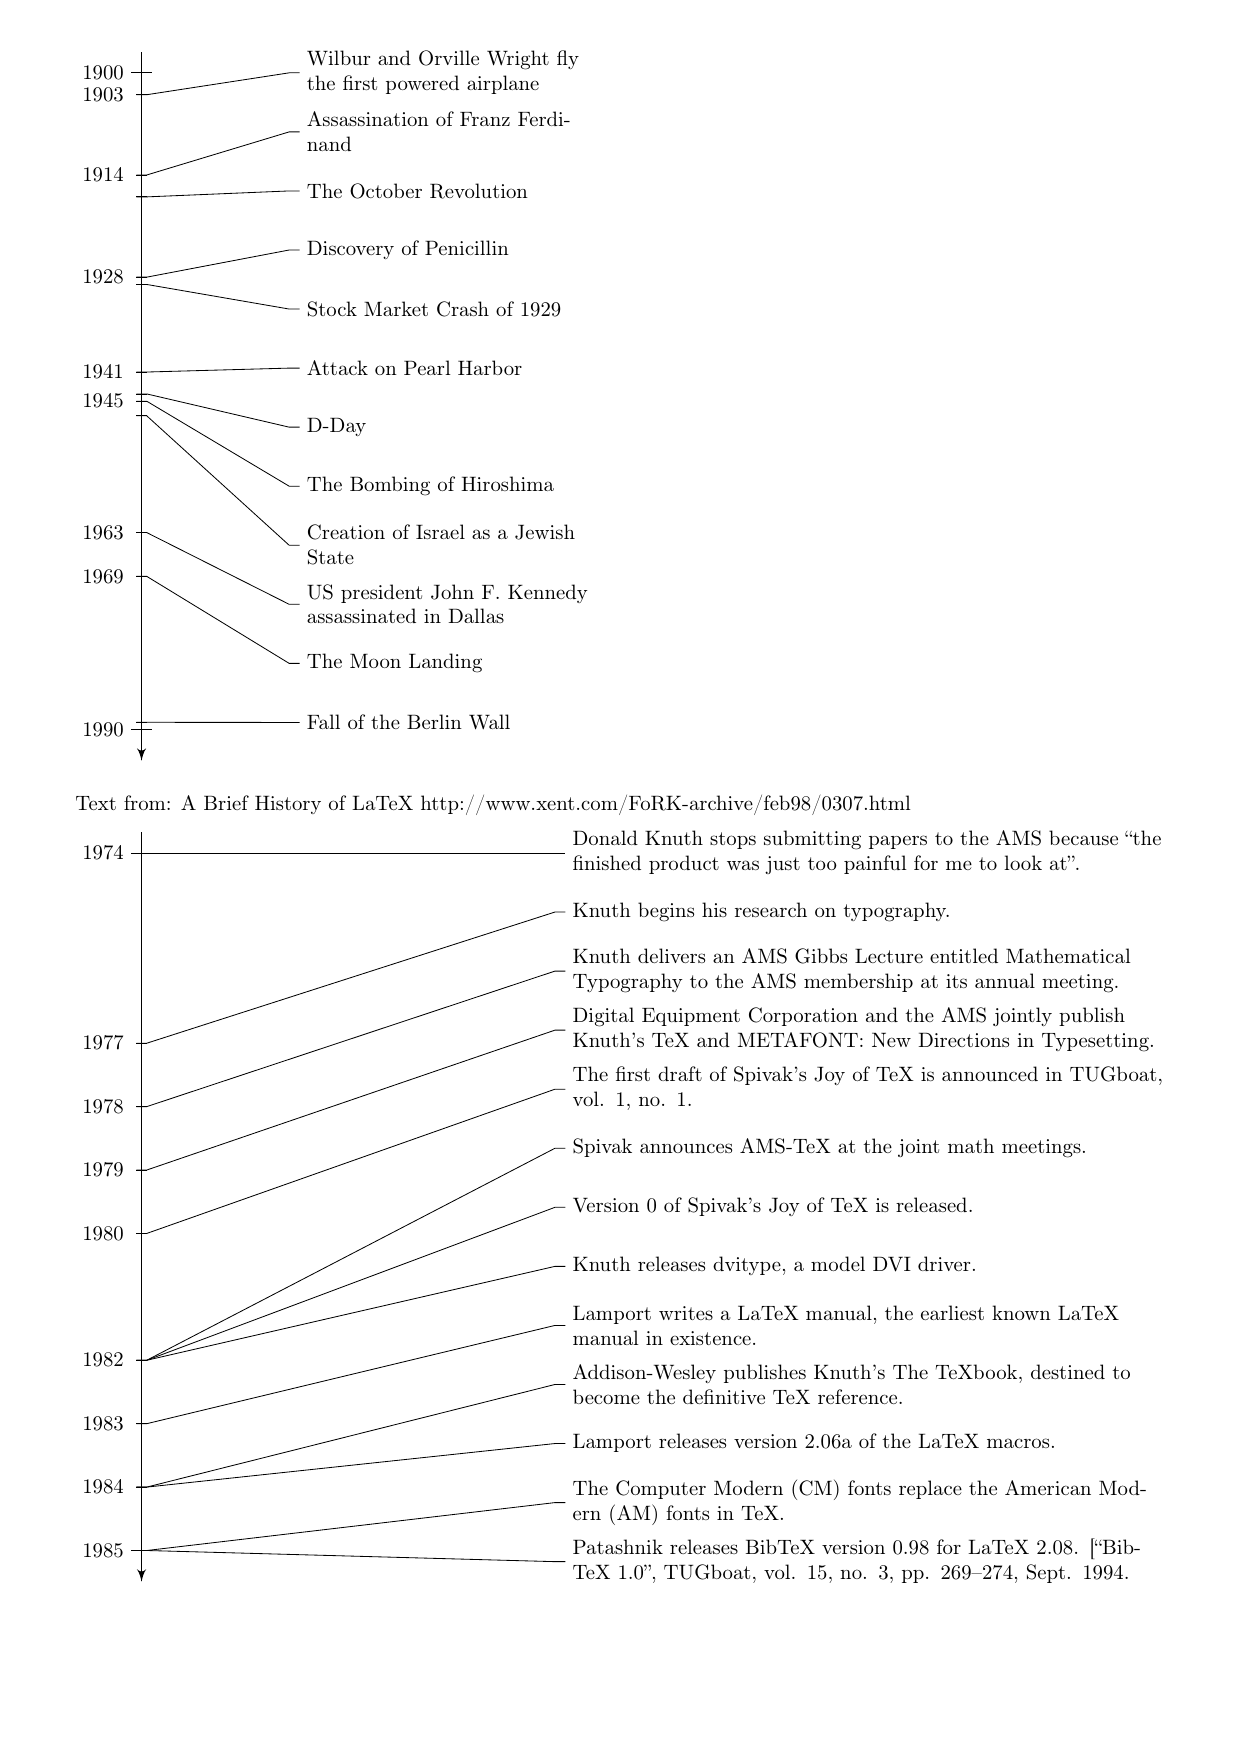 Wilbur and Orville Wright fly
1900
the first powered airplane
1903
Assassination of Franz Ferdi-
nand
1914
The October Revolution
Discovery of Penicillin
1928
Stock Market Crash of 1929
1941
Attack on Pearl Harbor
1945
D-Day
The Bombing of Hiroshima
1963
Creation of Israel as a Jewish
State
1969
US president John F. Kennedy
assassinated in Dallas
The Moon Landing
Fall of the Berlin Wall
1990
Text from: A Brief History of LaTeX http://www.xent.com/FoRK-archive/feb98/0307.html
Donald Knuth stops submitting papers to the AMS because “the
1974
finished product was just too painful for me to look at”.
Knuth begins his research on typography.
Knuth delivers an AMS Gibbs Lecture entitled Mathematical
Typography to the AMS membership at its annual meeting.
Digital Equipment Corporation and the AMS jointly publish
1977
Knuth’s TeX and METAFONT: New Directions in Typesetting.
The first draft of Spivak’s Joy of TeX is announced in TUGboat,
vol. 1, no. 1.
1978
Spivak announces AMS-TeX at the joint math meetings.
1979
Version 0 of Spivak’s Joy of TeX is released.
1980
Knuth releases dvitype, a model DVI driver.
Lamport writes a LaTeX manual, the earliest known LaTeX
manual in existence.
1982
Addison-Wesley publishes Knuth’s The TeXbook, destined to
become the definitive TeX reference.
1983
Lamport releases version 2.06a of the LaTeX macros.
1984
The Computer Modern (CM) fonts replace the American Mod-
ern (AM) fonts in TeX.
1985
Patashnik releases BibTeX version 0.98 for LaTeX 2.08. [“Bib-
TeX 1.0”, TUGboat, vol. 15, no. 3, pp. 269–274, Sept. 1994.